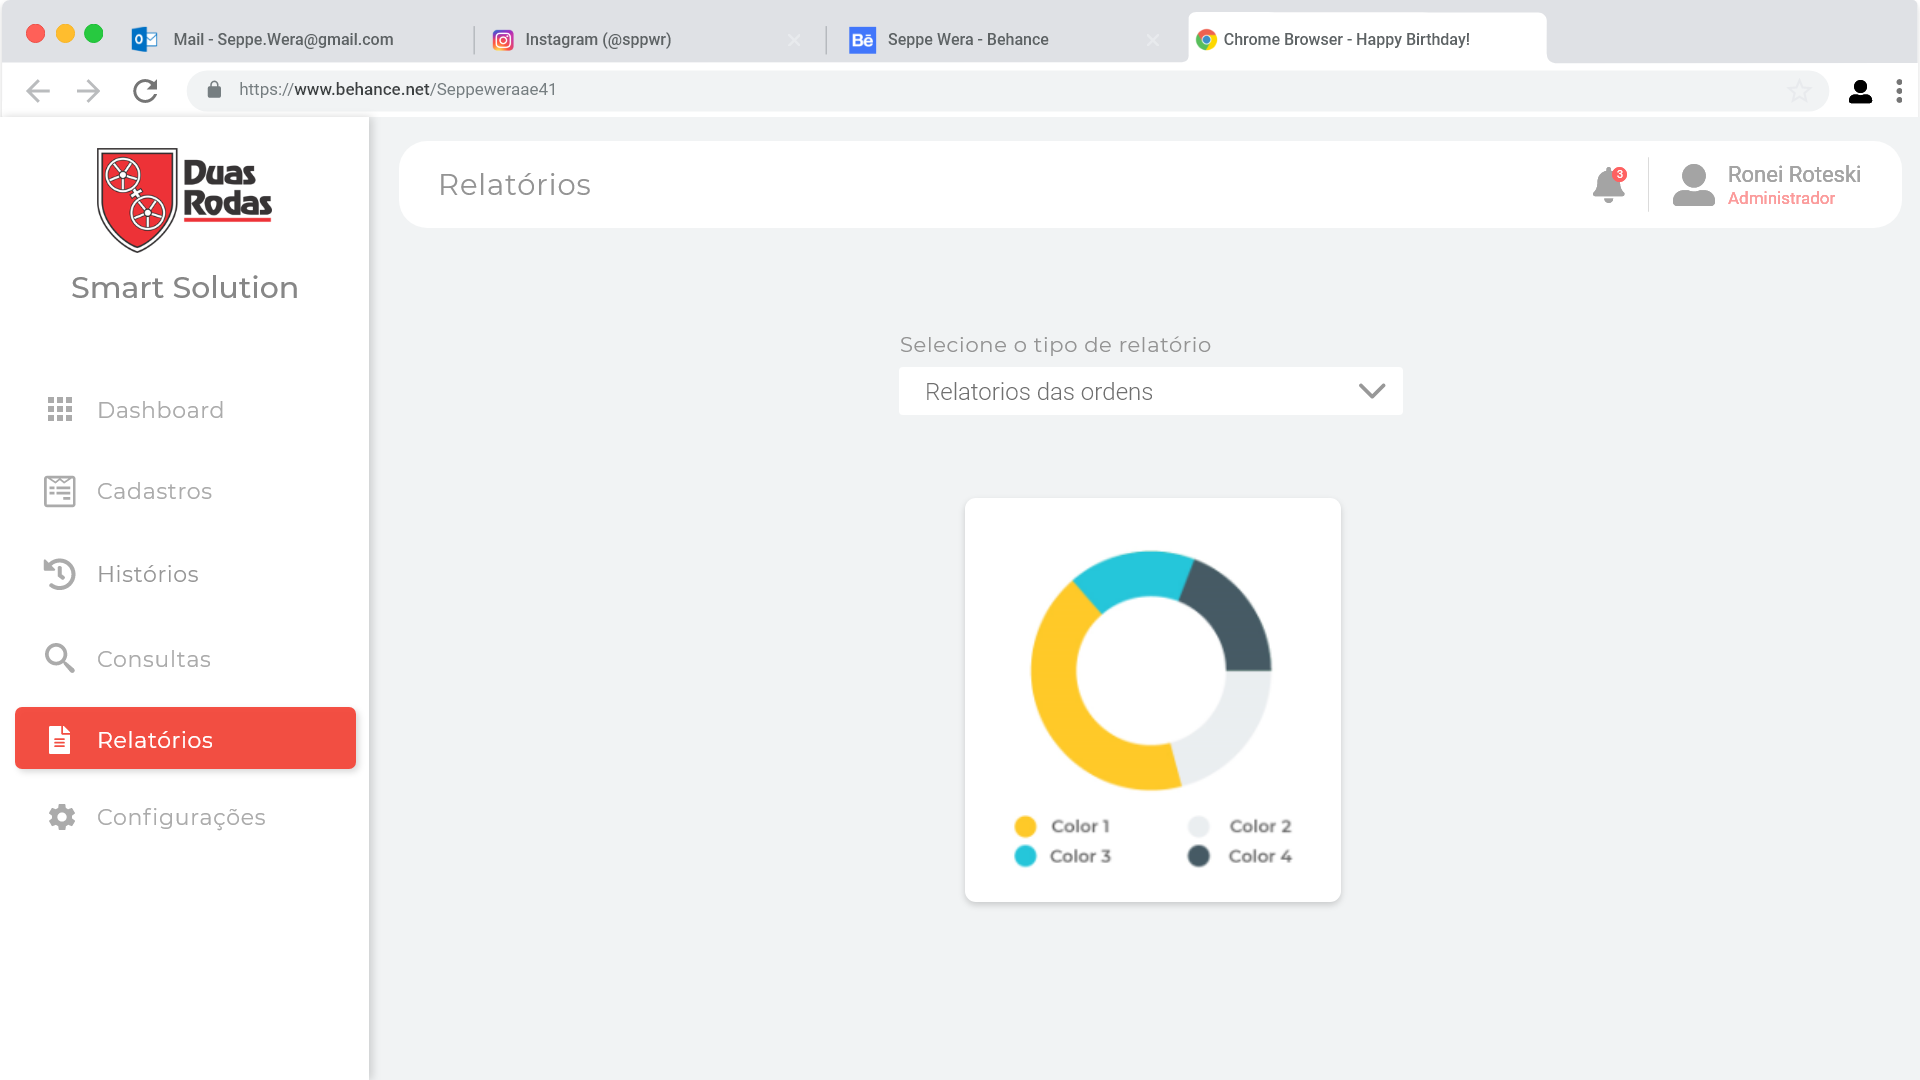 Mail - Seppe.Wera@gmail.com
Instagram (@sppwr)
Bē
Seppe Wera - Behance
Chrome Browser - Happy Birthday!
https://www.behance.net/Seppeweraae41
Duas
Rodas
Smart Solution
Relatórios
3
Ronei Roteski
Administrador
Dashboard
Cadastros
Históricos
Consultas
Relatórios
Configurações
Selecione o tipo de relatório
Relatorios das ordens
Color 1
Color 2
Color 3
Color 4